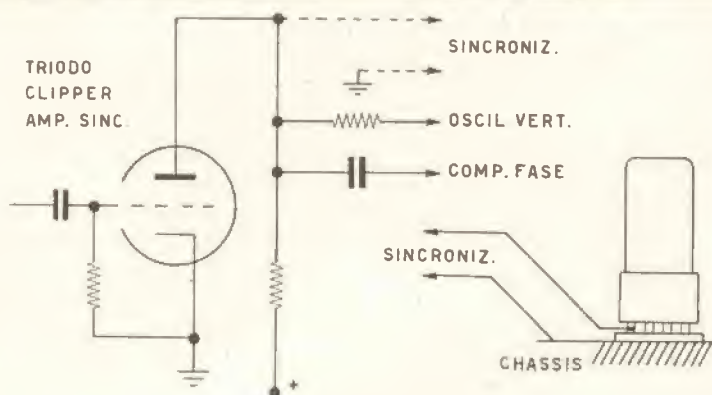 TRIODO
CLIPPER
AMP. SINC.
SINCRONIZ.
OSCIL VERT.
COMP. FASE
SINCRONIZ.
CHASSIS
+